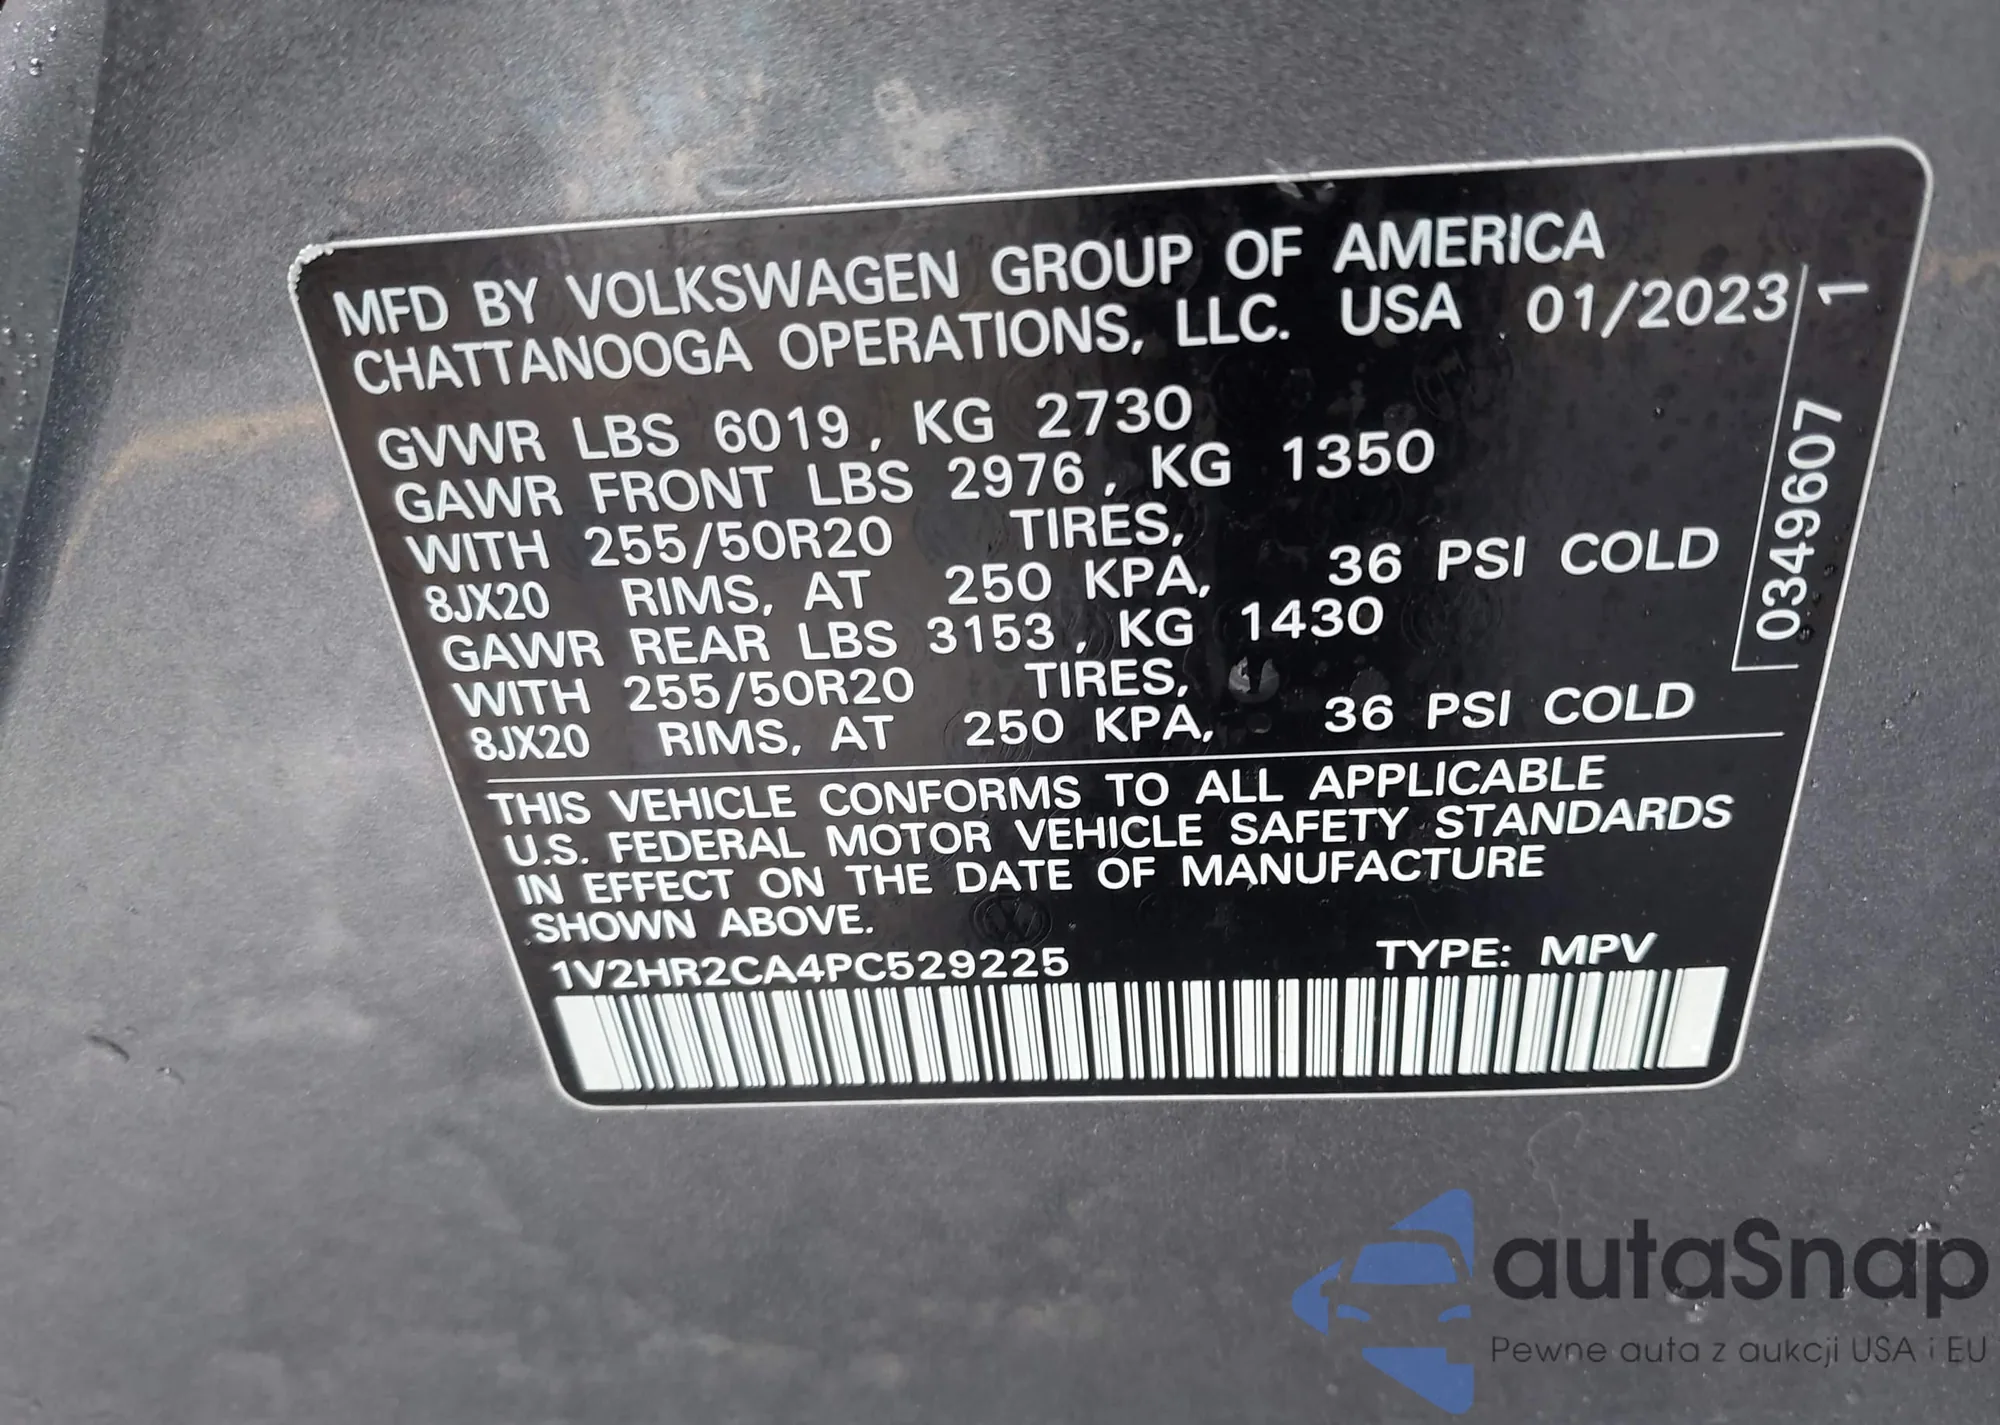 MFD BY VOLKSWAGEN GROUP OF AMERICA
CHATTANOOGA OPERATIONS, LLC. USA 01/2023
GVWR LBS 6019, KG 2730
GAWR FRONT LBS 2976, KG 1350
WITH 255/50R20 TIRES,
8JX20 RIMS, AT 250 KPA, 36 PSI COLD
GAWR REAR LBS 3153, KG 1430
WITH 255/50R20 TIRES,
8JX20 RIMS, AT 250 KPA, 36 PSI COLD
0349607 1
THIS VEHICLE CONFORMS TO ALL APPLICABLE
U.S. FEDERAL MOTOR VEHICLE SAFETY STANDARDS
IN EFFECT ON THE DATE OF MANUFACTURE
SHOWN ABOVE.
1V2HR2CA4PC529225 TYPE: MPV
autaSnap
Pewne auta z aukcji USA i EU